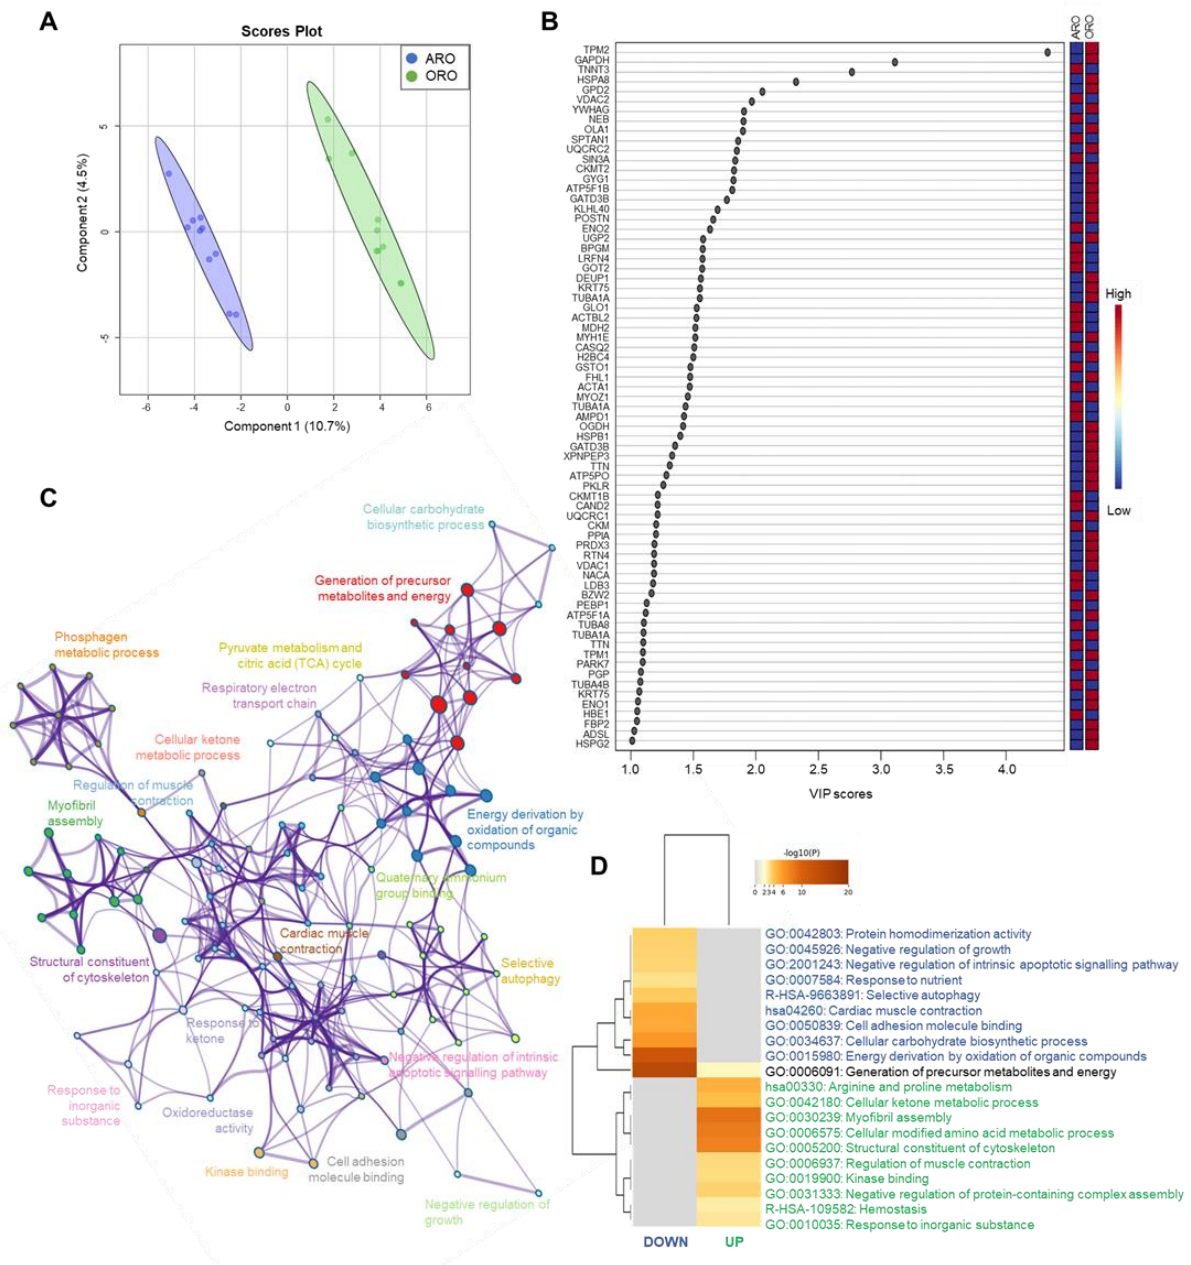 A
Scores Plot
ARO
ORO
5
0
-5
Component 2 (4.5%)
-6
-4
-2
0
2
4
6
Component 1 (10.7%)
B
ARO
ORO
TPM2
GAPDH
TNNT3
HSPA8
GPD2
VDAC2
YWHAG
NEB
OLA1
SPTAN1
UQCRC2
SIN3A
CKMT2
GYG1
ATP5F1B
GATD3B
KLHL40
POSTN
ENO2
UGP2
BPGM
LRFN4
GOT2
DEUP1
KRT75
TUBA1A
GLO1
ACTBL2
MDH2
MYH1E
CASQ2
H2BC4
GSTO1
FHL1
ACTA1
MYOZ1
TUBA1A
AMPD1
OGDH
HSPB1
GATD3B
XPNPEP3
TTN
ATP5PO
PKLR
CKMT1B
CAND2
UQCRC1
CKM
PPIA
PRDX3
RTN4
VDAC1
NACA
LDB3
BZW2
PEBP1
ATP5F1A
TUBA8
TUBA1A
TTN
TPM1
PARK7
PGP
TUBA4B
KRT75
ENO1
HBE1
FBP2
ADSL
HSPG2
1.0
1.5
2.0
2.5
3.0
3.5
4.0
VIP scores
High
Low
C
Cellular carbohydrate
biosynthetic process
Generation of precursor
metabolites and energy
Phosphagen
metabolic process
Pyruvate metabolism and
citric acid (TCA) cycle
Respiratory electron
transport chain
Cellular ketone
metabolic process
Regulation of muscle
contraction
Myofibril
assembly
Energy derivation by
oxidation of organic
compounds
Quaternary ammonium
group binding
Cardiac muscle
contraction
Structural constituent
of cytoskeleton
Selective
autophagy
Response to
ketone
Negative regulation of intrinsic
apoptotic signalling pathway
Response to
inorganic
substance
Oxidoreductase
activity
Kinase binding
Cell adhesion
molecule binding
Negative regulation of
growth
D
-log10(P)
0
2
3
4
6
10
20
GO:0042803: Protein homodimerization activity
GO:0045926: Negative regulation of growth
GO:2001243: Negative regulation of intrinsic apoptotic signalling pathway
GO:0007584: Response to nutrient
R-HSA-9663891: Selective autophagy
hsa04260: Cardiac muscle contraction
GO:0050839: Cell adhesion molecule binding
GO:0034637: Cellular carbohydrate biosynthetic process
GO:0015980: Energy derivation by oxidation of organic compounds
GO:0006091: Generation of precursor metabolites and energy
hsa00330: Arginine and proline metabolism
GO:0042180: Cellular ketone metabolic process
GO:0030239: Myofibril assembly
GO:0006575: Cellular modified amino acid metabolic process
GO:0005200: Structural constituent of cytoskeleton
GO:0006937: Regulation of muscle contraction
GO:0019900: Kinase binding
GO:0031333: Negative regulation of protein-containing complex assembly
R-HSA-109582: Hemostasis
GO:0010035: Response to inorganic substance
DOWN
UP